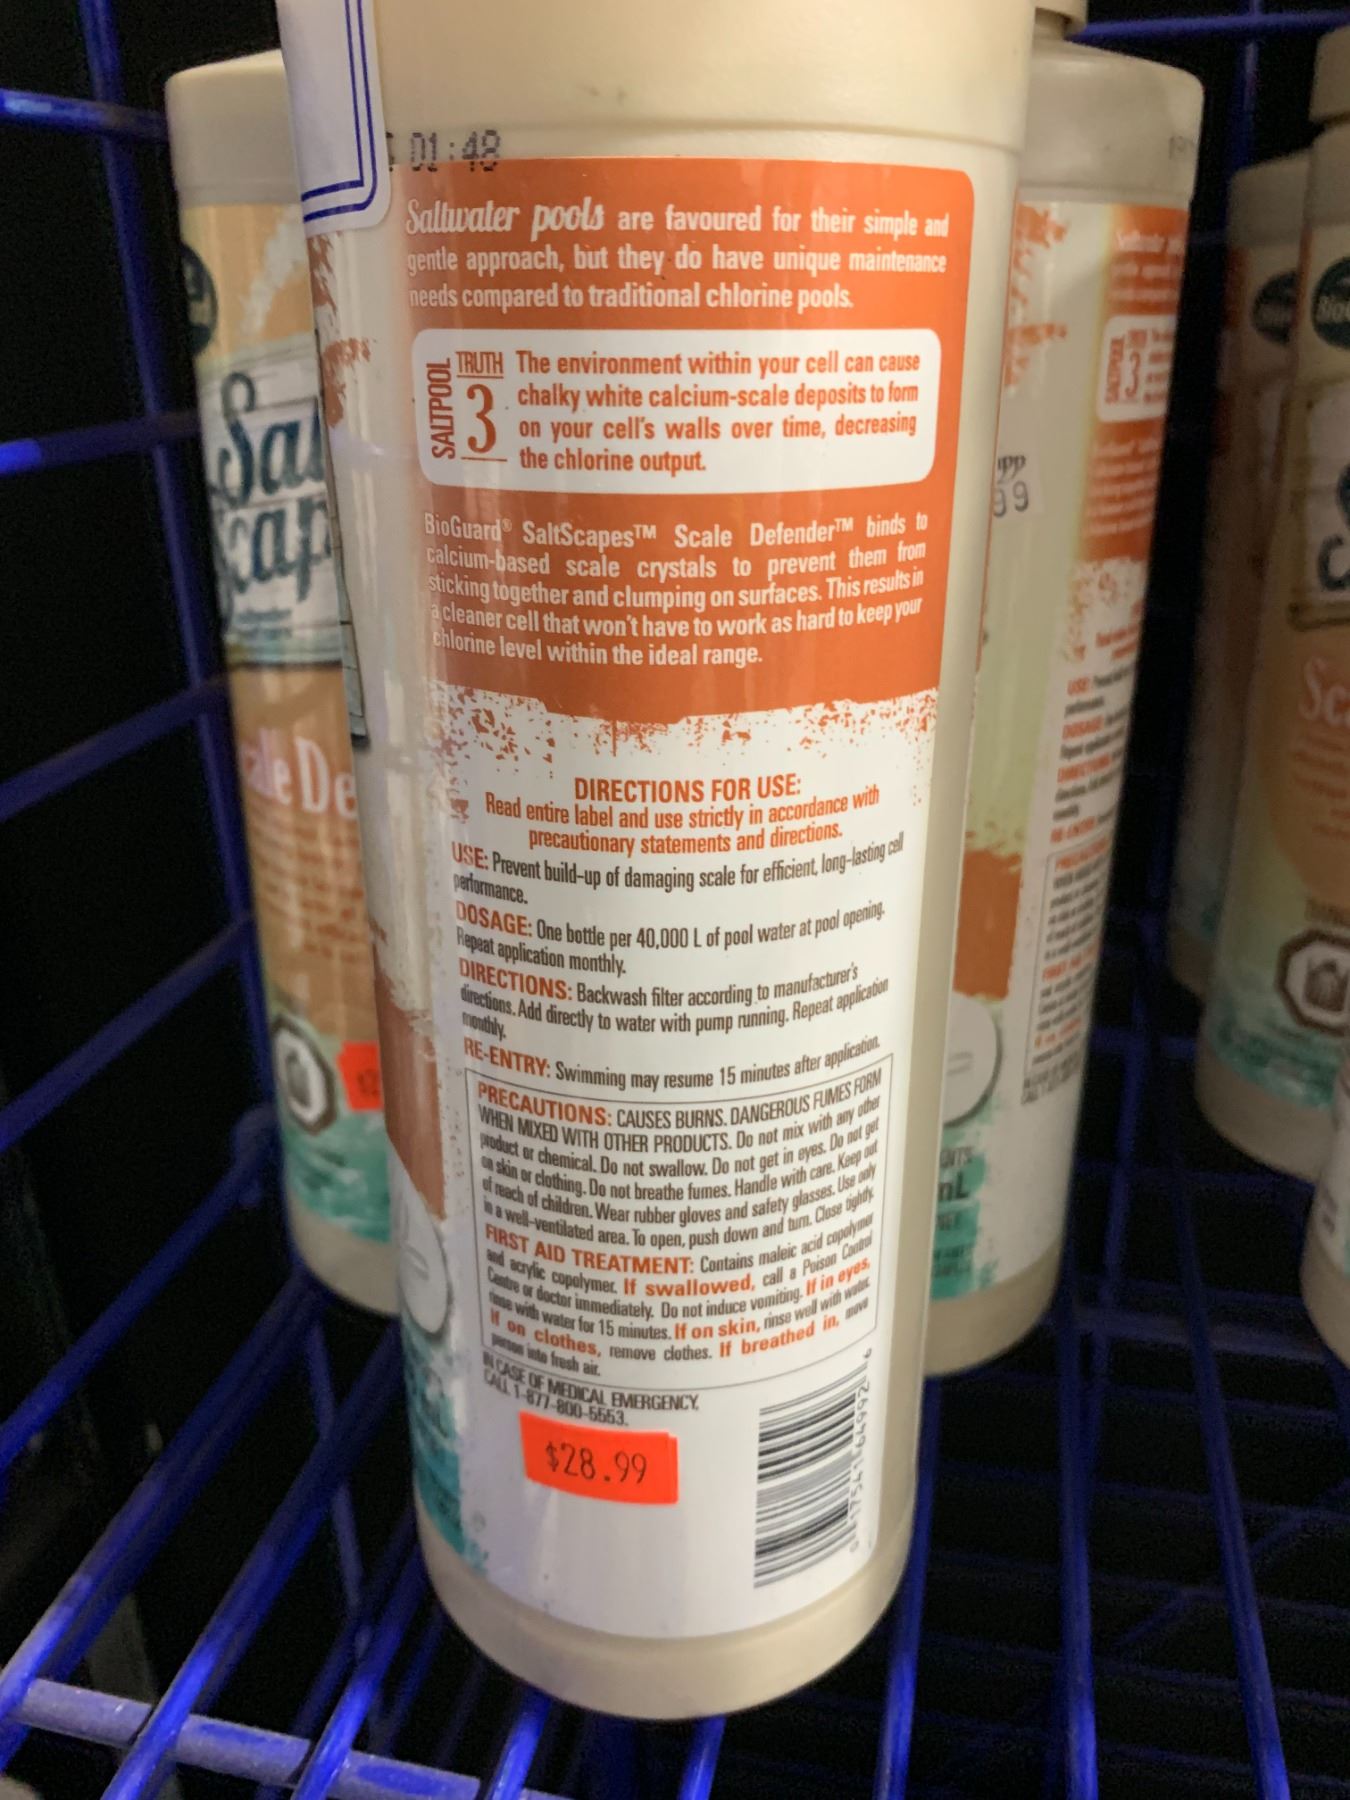 01:48
Saltwater pools are favoured for their simple and
gentle approach, but they do have unique maintenance
needs compared to traditional chlorine pools.
SALTPOOL
TRUTH
3
The environment within your cell can cause
chalky white calcium-scale deposits to form
on your cell's walls over time, decreasing
the chlorine output.
BioGuard® SaltScapes™ Scale Defender™ binds to
calcium-based scale crystals to prevent them from
sticking together and clumping on surfaces. This results in
a cleaner cell that won't have to work as hard to keep your
chlorine level within the ideal range.
DIRECTIONS FOR USE:
Read entire label and use strictly in accordance with
precautionary statements and directions.
USE: Prevent build-up of damaging scale for efficient, long-lasting cell
performance.
DOSAGE: One bottle per 40,000 L of pool water at pool opening.
Repeat application monthly.
DIRECTIONS: Backwash filter according to manufacturer's
directions. Add directly to water with pump running. Repeat application
monthly.
RE-ENTRY: Swimming may resume 15 minutes after application.
PRECAUTIONS: CAUSES BURNS. DANGEROUS FUMES FORM
WHEN MIXED WITH OTHER PRODUCTS. Do not mix with any other
product or chemical. Do not swallow. Do not get in eyes. Do not get
on skin or clothing. Do not breathe fumes. Handle with care. Keep out
of reach of children. Wear rubber gloves and safety glasses. Use only
in a well-ventilated area. To open, push down and turn. Close tightly.
FIRST AID TREATMENT: Contains maleic acid copolymer
and acrylic copolymer. If swallowed, call a Poison Control
Centre or doctor immediately. Do not induce vomiting. If in eyes,
rinse with water for 15 minutes. If on skin, rinse well with water.
If on clothes, remove clothes. If breathed in, move
person into fresh air.
IN CASE OF MEDICAL EMERGENCY,
CALL 1-877-800-5553.
$28.99
Sal
cap
ale De